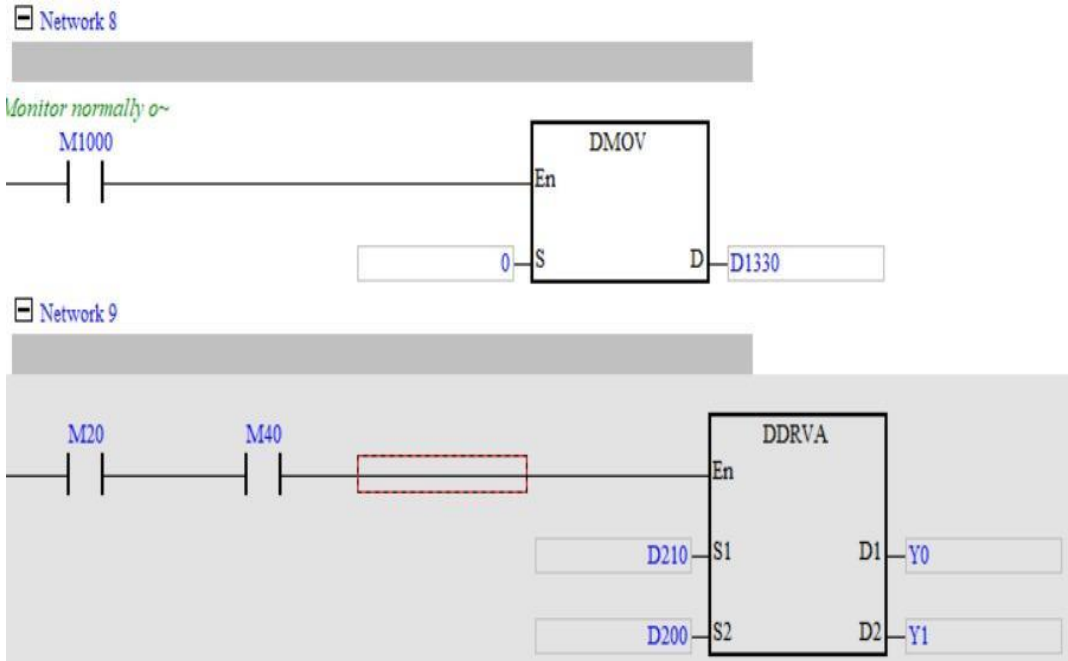 Network 8
Monitor normally o~
M1000
DMOV
En
0 S D D1330
Network 9
M20 M40 DDRVA
En
D210 S1 D1 Y0
D200 S2 D2 Y1